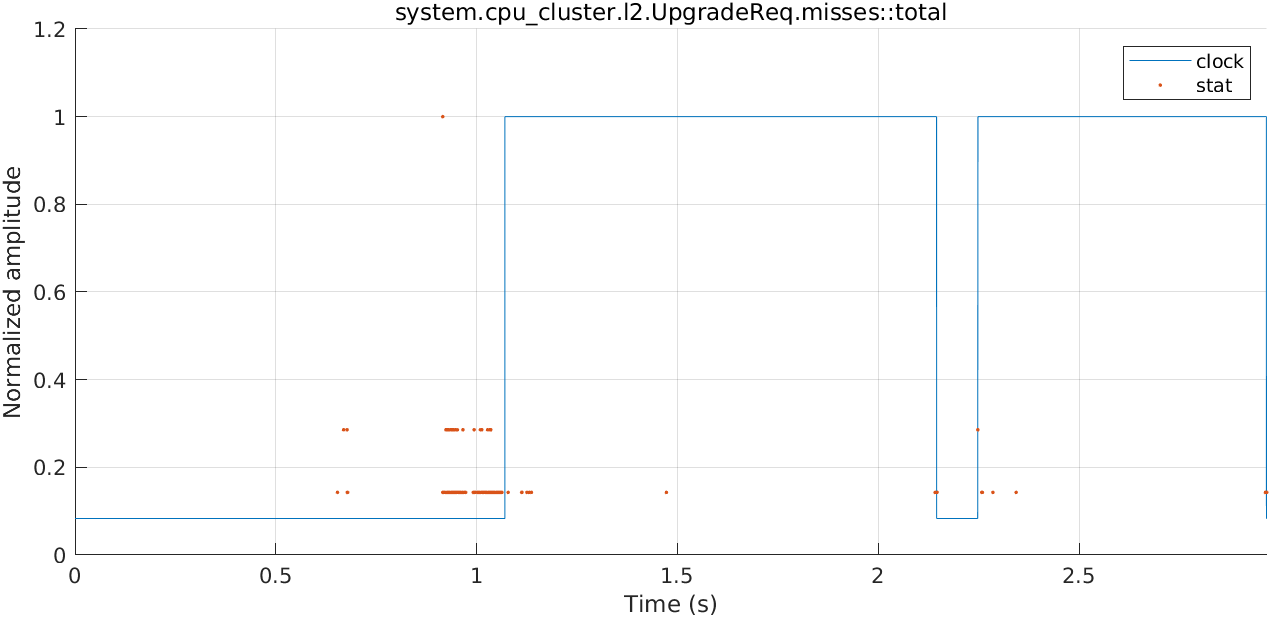 system.cpu_cluster.l2.UpgradeReq.misses::total
1.2
1
0.8
0.6
0.4
0.2
0
Normalized amplitude
clock
stat
0 0.5 1 1.5 2 2.5
Time (s)